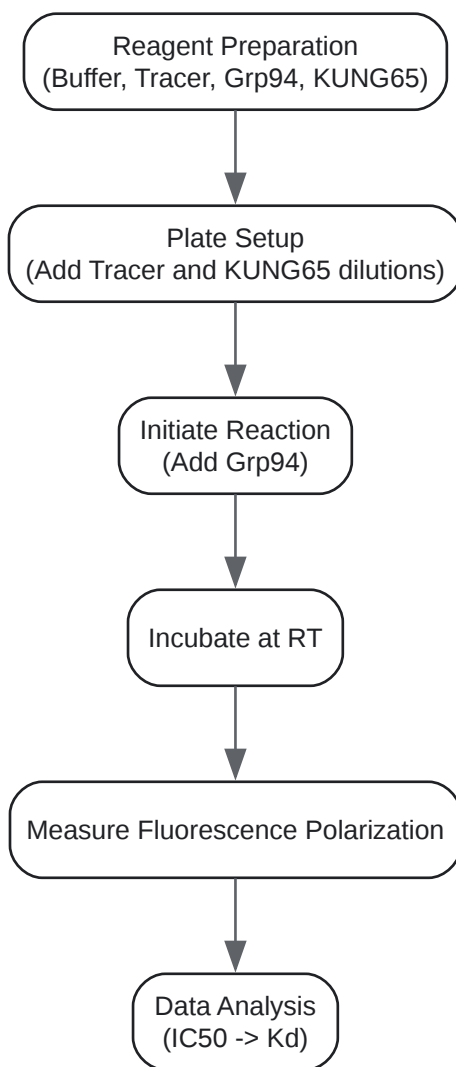 Reagent Preparation
(Buffer, Tracer, Grp94, KUNG65)
Plate Setup
(Add Tracer and KUNG65 dilutions)
Initiate Reaction
(Add Grp94)
Incubate at RT
Measure Fluorescence Polarization
Data Analysis
(IC50 -> Kd)